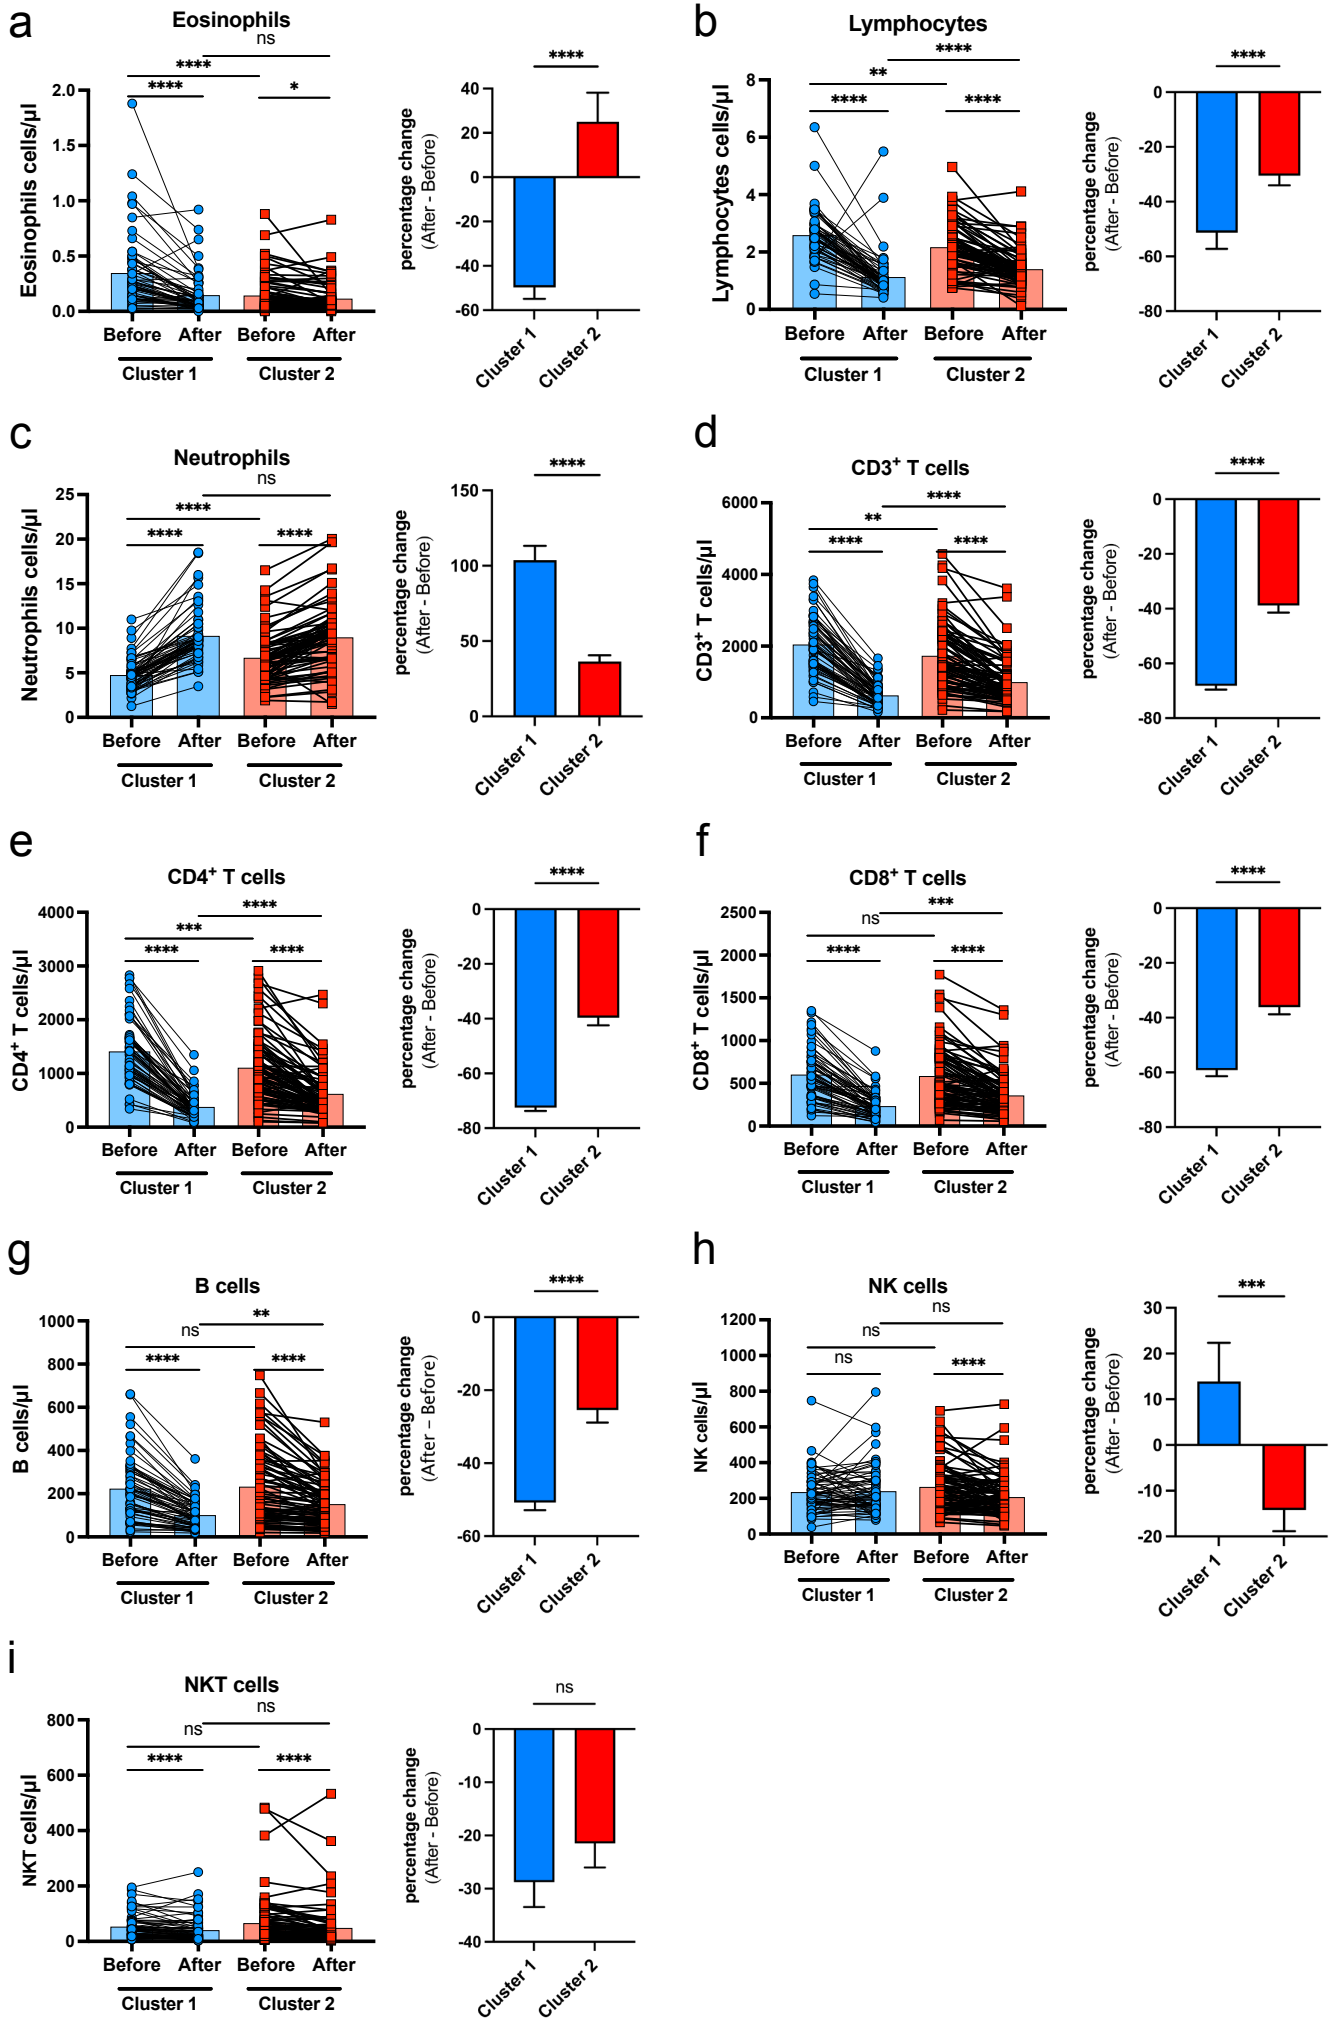 a
Eosinophils
ns
****
****
*
Eosinophils cells/µl
2.0
1.5
1.0
0.5
0.0
Before After Before After
Cluster 1 Cluster 2
****
percentage change
(After - Before)
40
20
0
-20
-40
-60
Cluster 1
Cluster 2
b
Lymphocytes
****
**
****
****
Lymphocytes cells/µl
8
6
4
2
0
Before After Before After
Cluster 1 Cluster 2
****
percentage change
(After - Before)
0
-20
-40
-60
-80
Cluster 1
Cluster 2
c
Neutrophils
ns
****
****
****
Neutrophils cells/µl
25
20
15
10
5
0
Before After Before After
Cluster 1 Cluster 2
****
percentage change
(After - Before)
150
100
50
0
Cluster 1
Cluster 2
d
CD3⁺ T cells
****
**
****
****
CD3⁺ T cells/µl
6000
4000
2000
0
Before After Before After
Cluster 1 Cluster 2
****
percentage change
(After - Before)
0
-20
-40
-60
-80
Cluster 1
Cluster 2
e
CD4⁺ T cells
****
***
****
****
CD4⁺ T cells/µl
4000
3000
2000
1000
0
Before After Before After
Cluster 1 Cluster 2
****
percentage change
(After - Before)
0
-20
-40
-60
-80
Cluster 1
Cluster 2
f
CD8⁺ T cells
***
ns
****
****
CD8⁺ T cells/µl
2500
2000
1500
1000
500
0
Before After Before After
Cluster 1 Cluster 2
****
percentage change
(After - Before)
0
-20
-40
-60
-80
Cluster 1
Cluster 2
g
B cells
**
ns
****
****
B cells/µl
1000
800
600
400
200
0
Before After Before After
Cluster 1 Cluster 2
****
percentage change
(After – Before)
0
-20
-40
-60
Cluster 1
Cluster 2
h
NK cells
ns
ns
ns
****
NK cells/µl
1200
1000
800
600
400
200
0
Before After Before After
Cluster 1 Cluster 2
***
percentage change
(After - Before)
30
20
10
0
-10
-20
Cluster 1
Cluster 2
i
NKT cells
ns
ns
****
****
NKT cells/µl
800
600
400
200
0
Before After Before After
Cluster 1 Cluster 2
ns
percentage change
(After - Before)
0
-10
-20
-30
-40
Cluster 1
Cluster 2